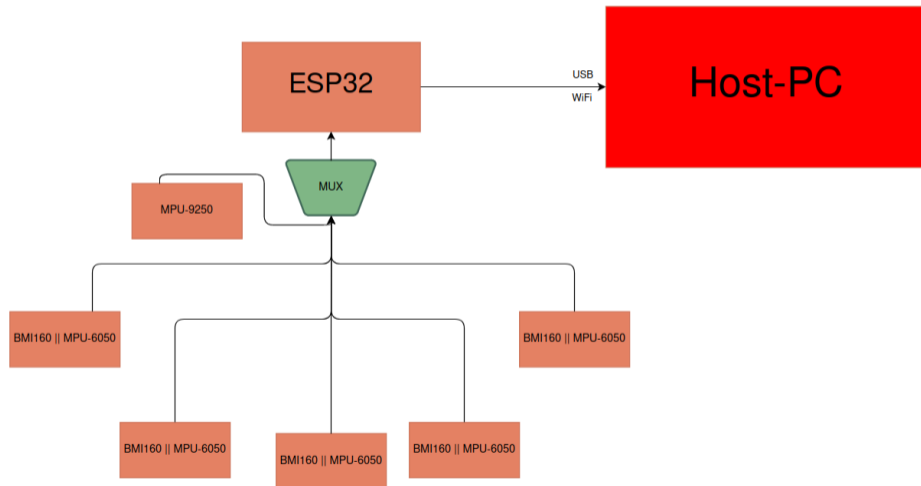 ESP32
Host-PC
USB
WiFi
MUX
MPU-9250
BMI160 || MPU-6050
BMI160 || MPU-6050
BMI160 || MPU-6050
BMI160 || MPU-6050
BMI160 || MPU-6050